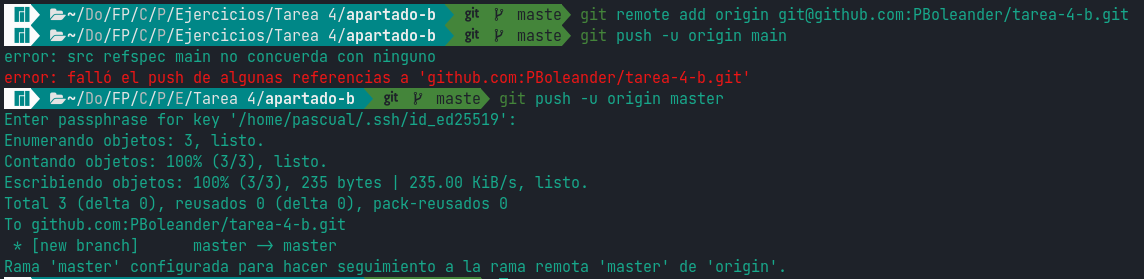 ~/Do/FP/C/P/Ejercicios/Tarea 4/apartado-b git maste git remote add origin git@github.com:PBoleander/tarea-4-b.git
~/Do/FP/C/P/Ejercicios/Tarea 4/apartado-b git maste git push -u origin main
error: src refspec main no concuerda con ninguno
error: falló el push de algunas referencias a 'github.com:PBoleander/tarea-4-b.git'
~/Do/FP/C/P/E/Tarea 4/apartado-b git maste git push -u origin master
Enter passphrase for key '/home/pascual/.ssh/id_ed25519':
Enumerando objetos: 3, listo.
Contando objetos: 100% (3/3), listo.
Escribiendo objetos: 100% (3/3), 235 bytes | 235.00 KiB/s, listo.
Total 3 (delta 0), reusados 0 (delta 0), pack-reusados 0
To github.com:PBoleander/tarea-4-b.git
 * [new branch]      master -> master
Rama 'master' configurada para hacer seguimiento a la rama remota 'master' de 'origin'.